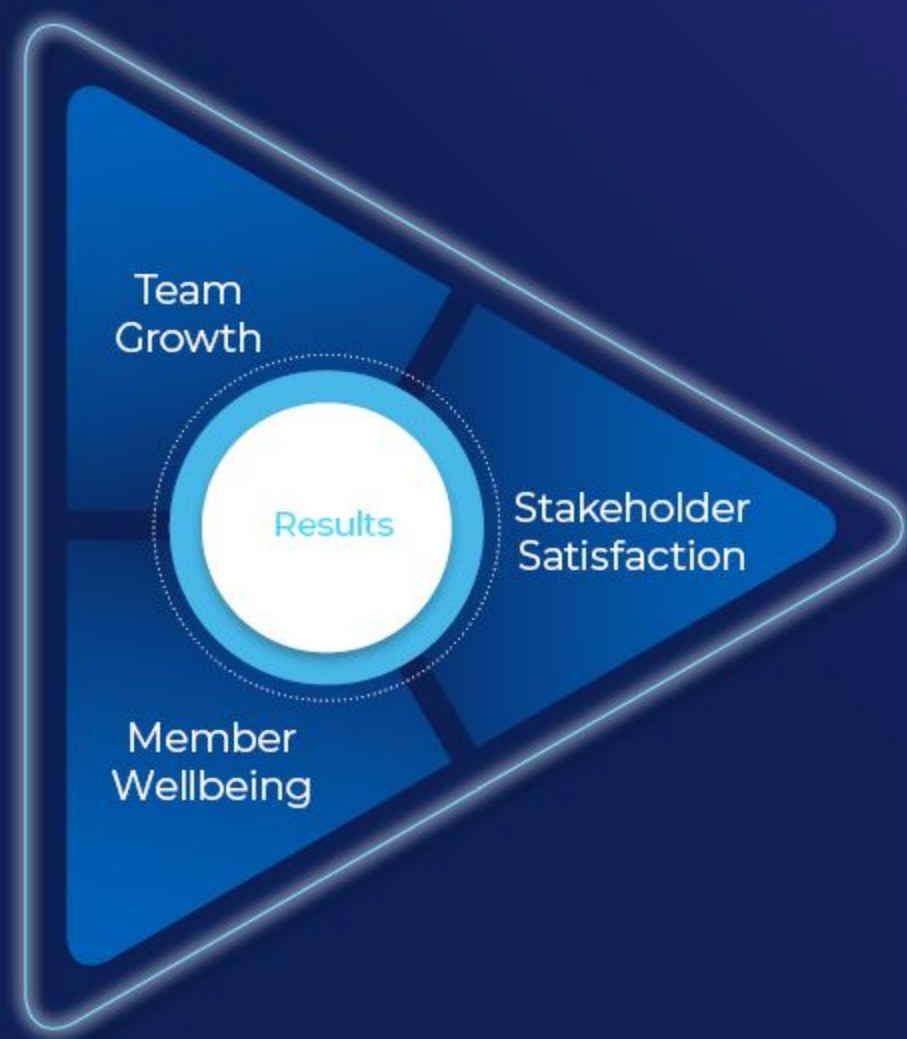 Team
Growth
Results
Stakeholder
Satisfaction
Member
Wellbeing